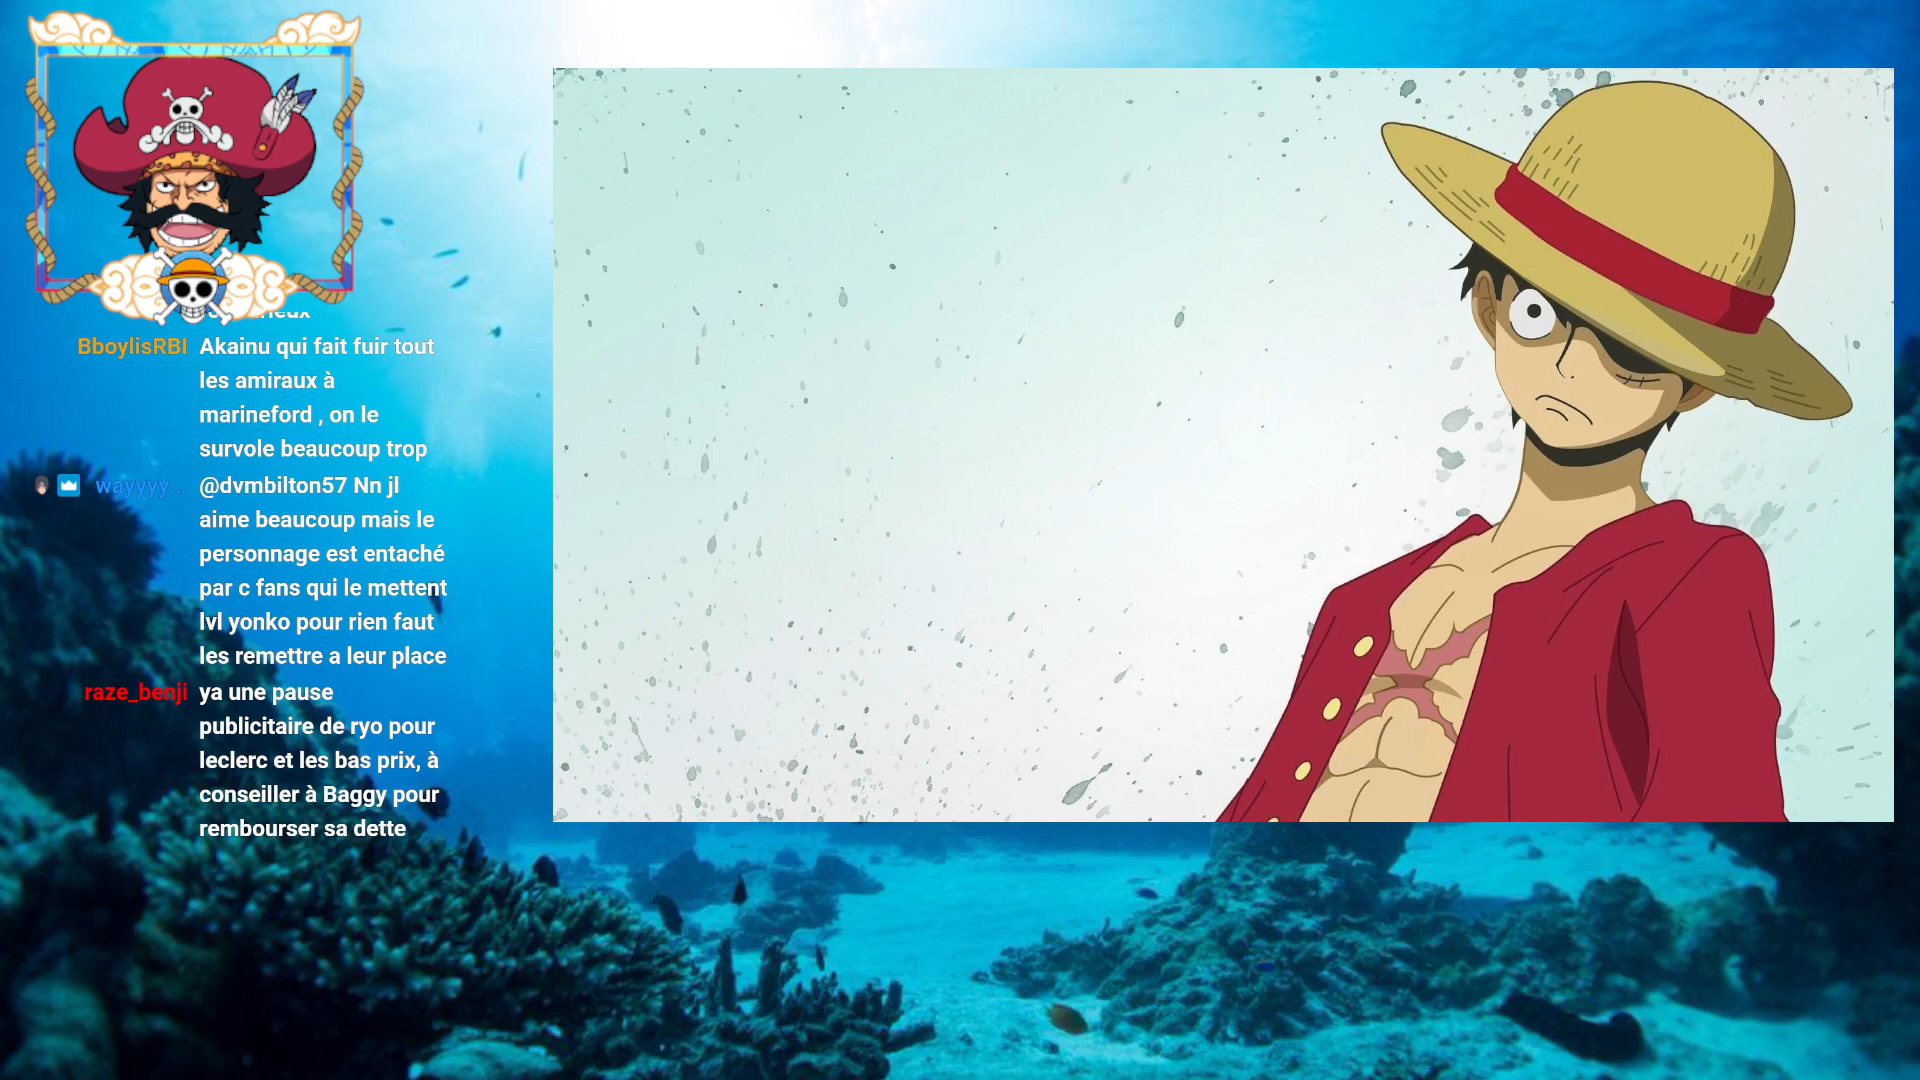 BboylisRBI Akainu qui fait fuir tout
les amiraux à
marineford , on le
survole beaucoup trop
wayyyy... @dvmbilton57 Nn jl
aime beaucoup mais le
personnage est entaché
par c fans qui le mettent
lvl yonko pour rien faut
les remettre a leur place
raze_benji ya une pause
publicitaire de ryo pour
leclerc et les bas prix, à
conseiller à Baggy pour
rembourser sa dette